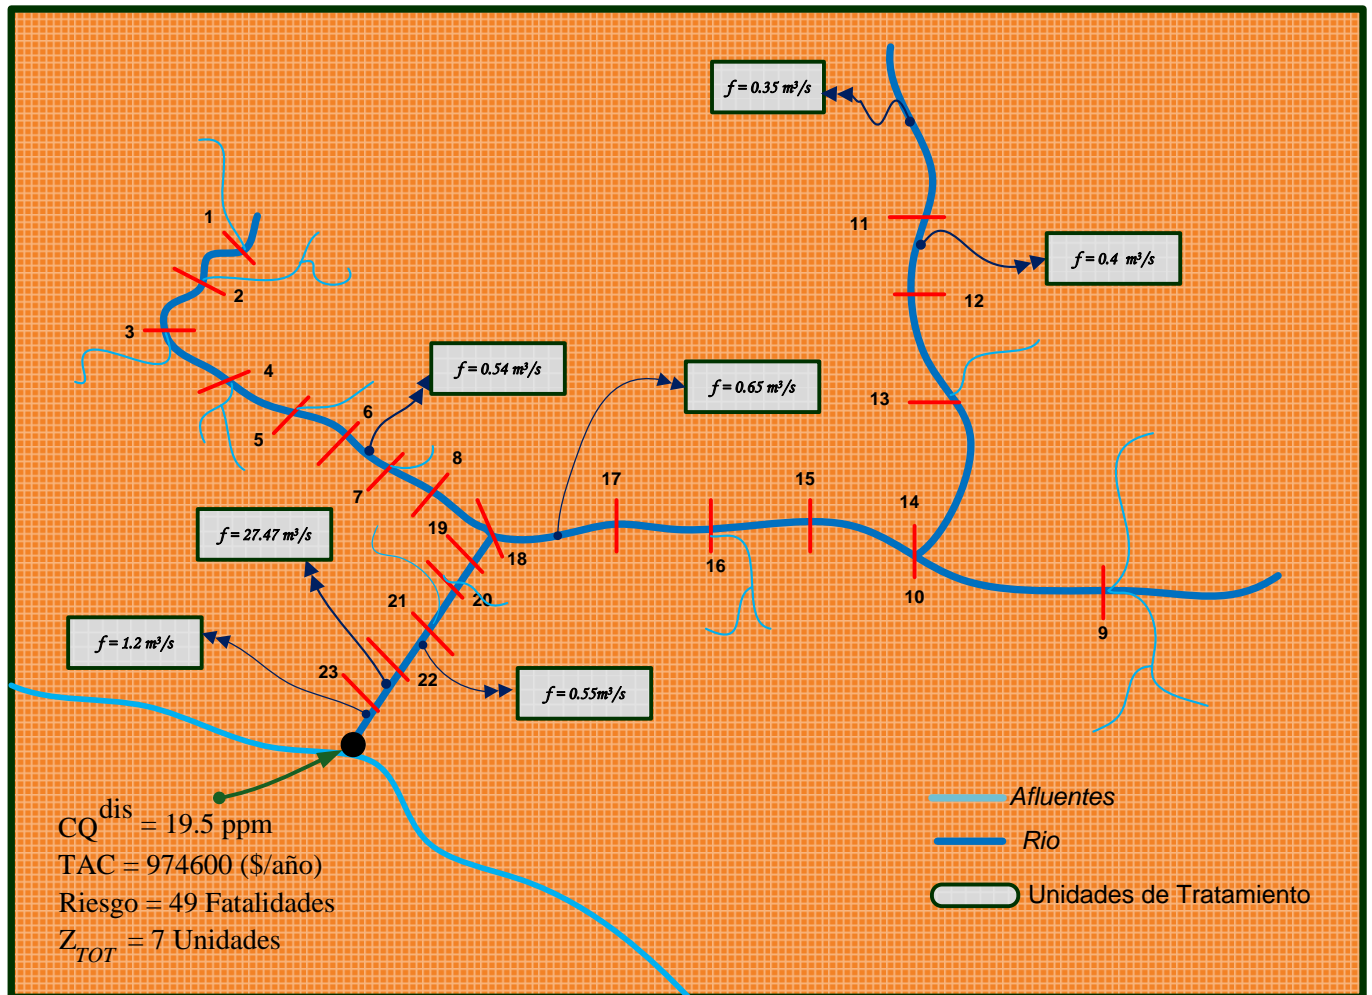 f = 0.35 m³/s
1
11
f = 0.4 m³/s
2
12
3
4
f = 0.54 m³/s
f = 0.65 m³/s
13
6
5
8
7
17
15
14
19
f = 27.47 m³/s
18
16
21
20
10
9
f = 1.2 m³/s
23
22
f = 0.55m³/s
Afluentes
Rio
Unidades de Tratamiento
CQ^dis = 19.5 ppm
TAC = 974600 ($/año)
Riesgo = 49 Fatalidades
Z_TOT = 7 Unidades